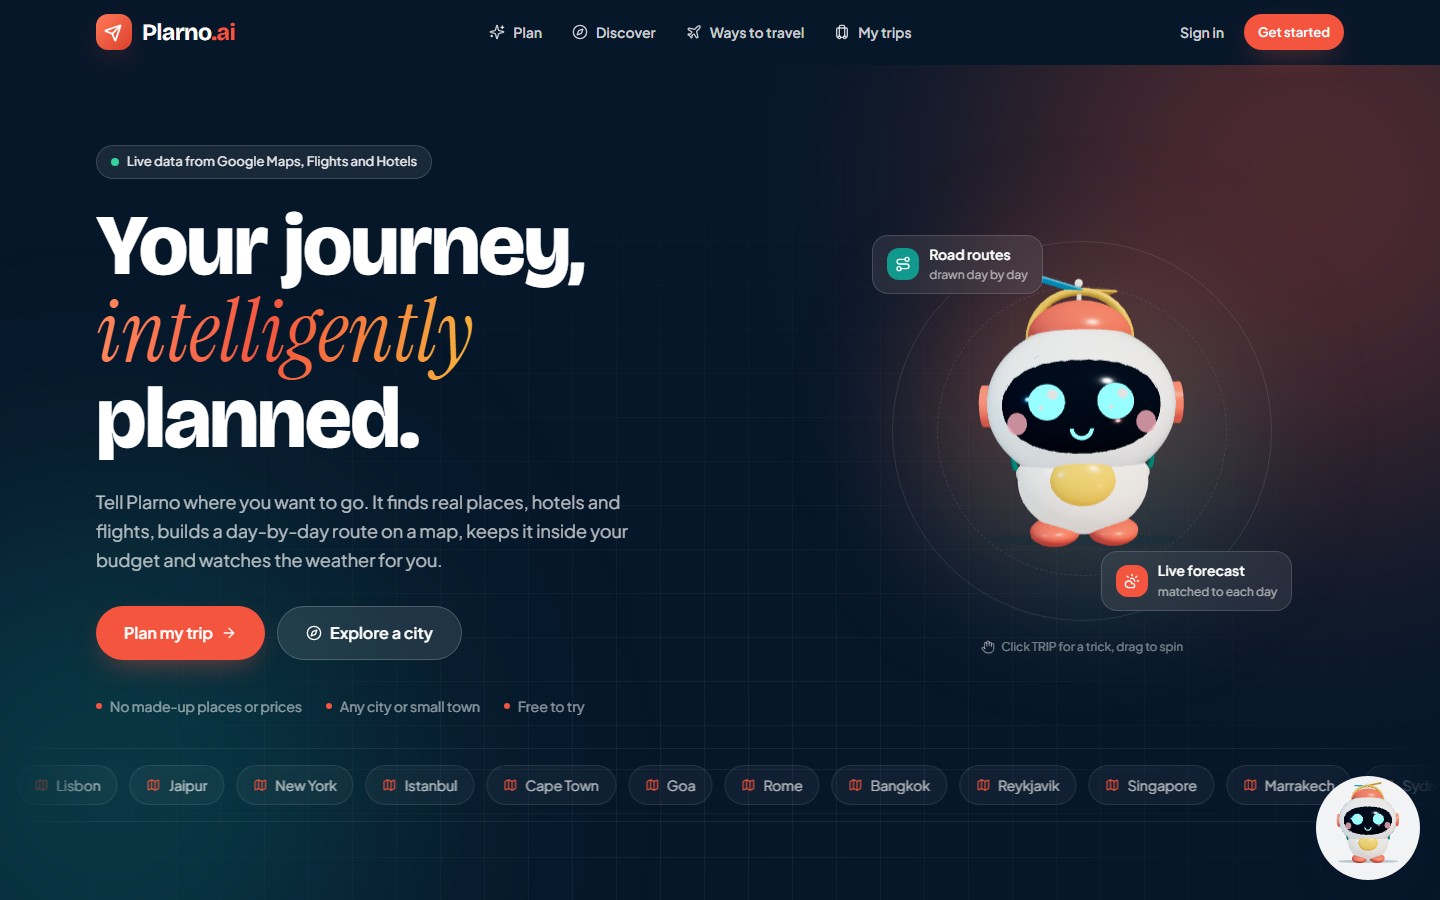 Plarno.ai
Plan
Discover
Ways to travel
My trips
Sign in
Get started
Live data from Google Maps, Flights and Hotels
Your journey,
intelligently
planned.
Tell Plarno where you want to go. It finds real places, hotels and
flights, builds a day-by-day route on a map, keeps it inside your
budget and watches the weather for you.
Plan my trip
Explore a city
No made-up places or prices
Any city or small town
Free to try
Road routes
drawn day by day
Live forecast
matched to each day
Click TRIP for a trick, drag to spin
Lisbon
Jaipur
New York
Istanbul
Cape Town
Goa
Rome
Bangkok
Reykjavik
Singapore
Marrakech